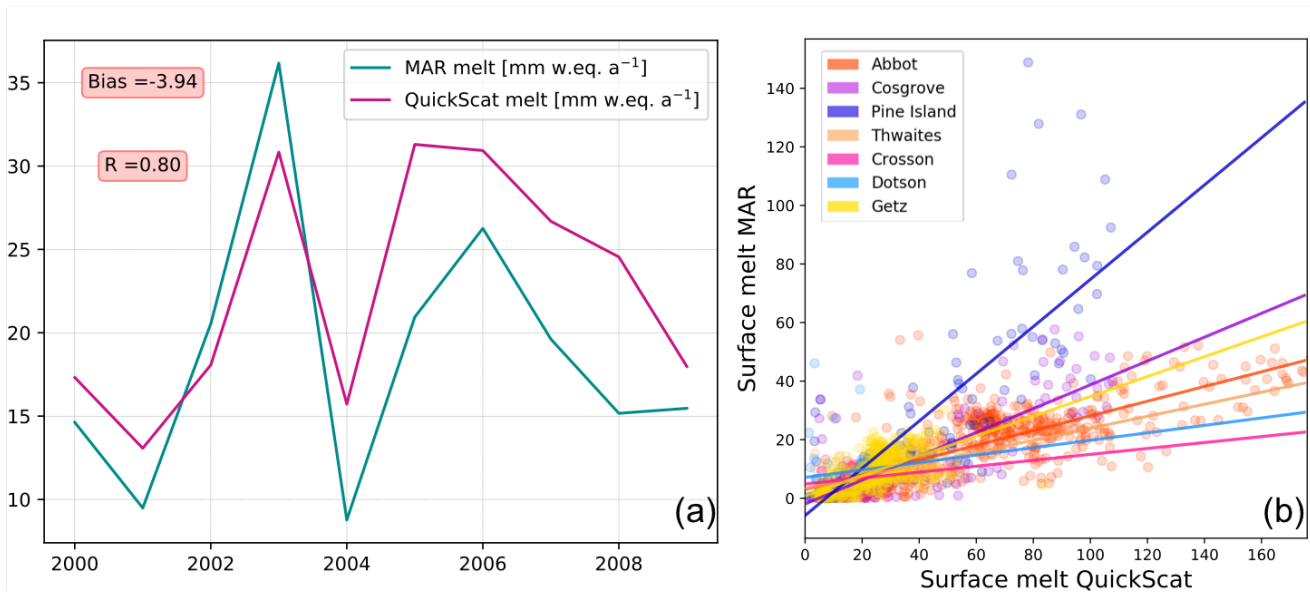 35
30
25
20
15
10
2000
2002
2004
2006
2008
Bias =-3.94
R =0.80
MAR melt [mm w.eq. a⁻¹]
QuickScat melt [mm w.eq. a⁻¹]
(a)
Surface melt MAR
140
120
100
80
60
40
20
0
0
20
40
60
80
100
120
140
160
Surface melt QuickScat
Abbot
Cosgrove
Pine Island
Thwaites
Crosson
Dotson
Getz
(b)